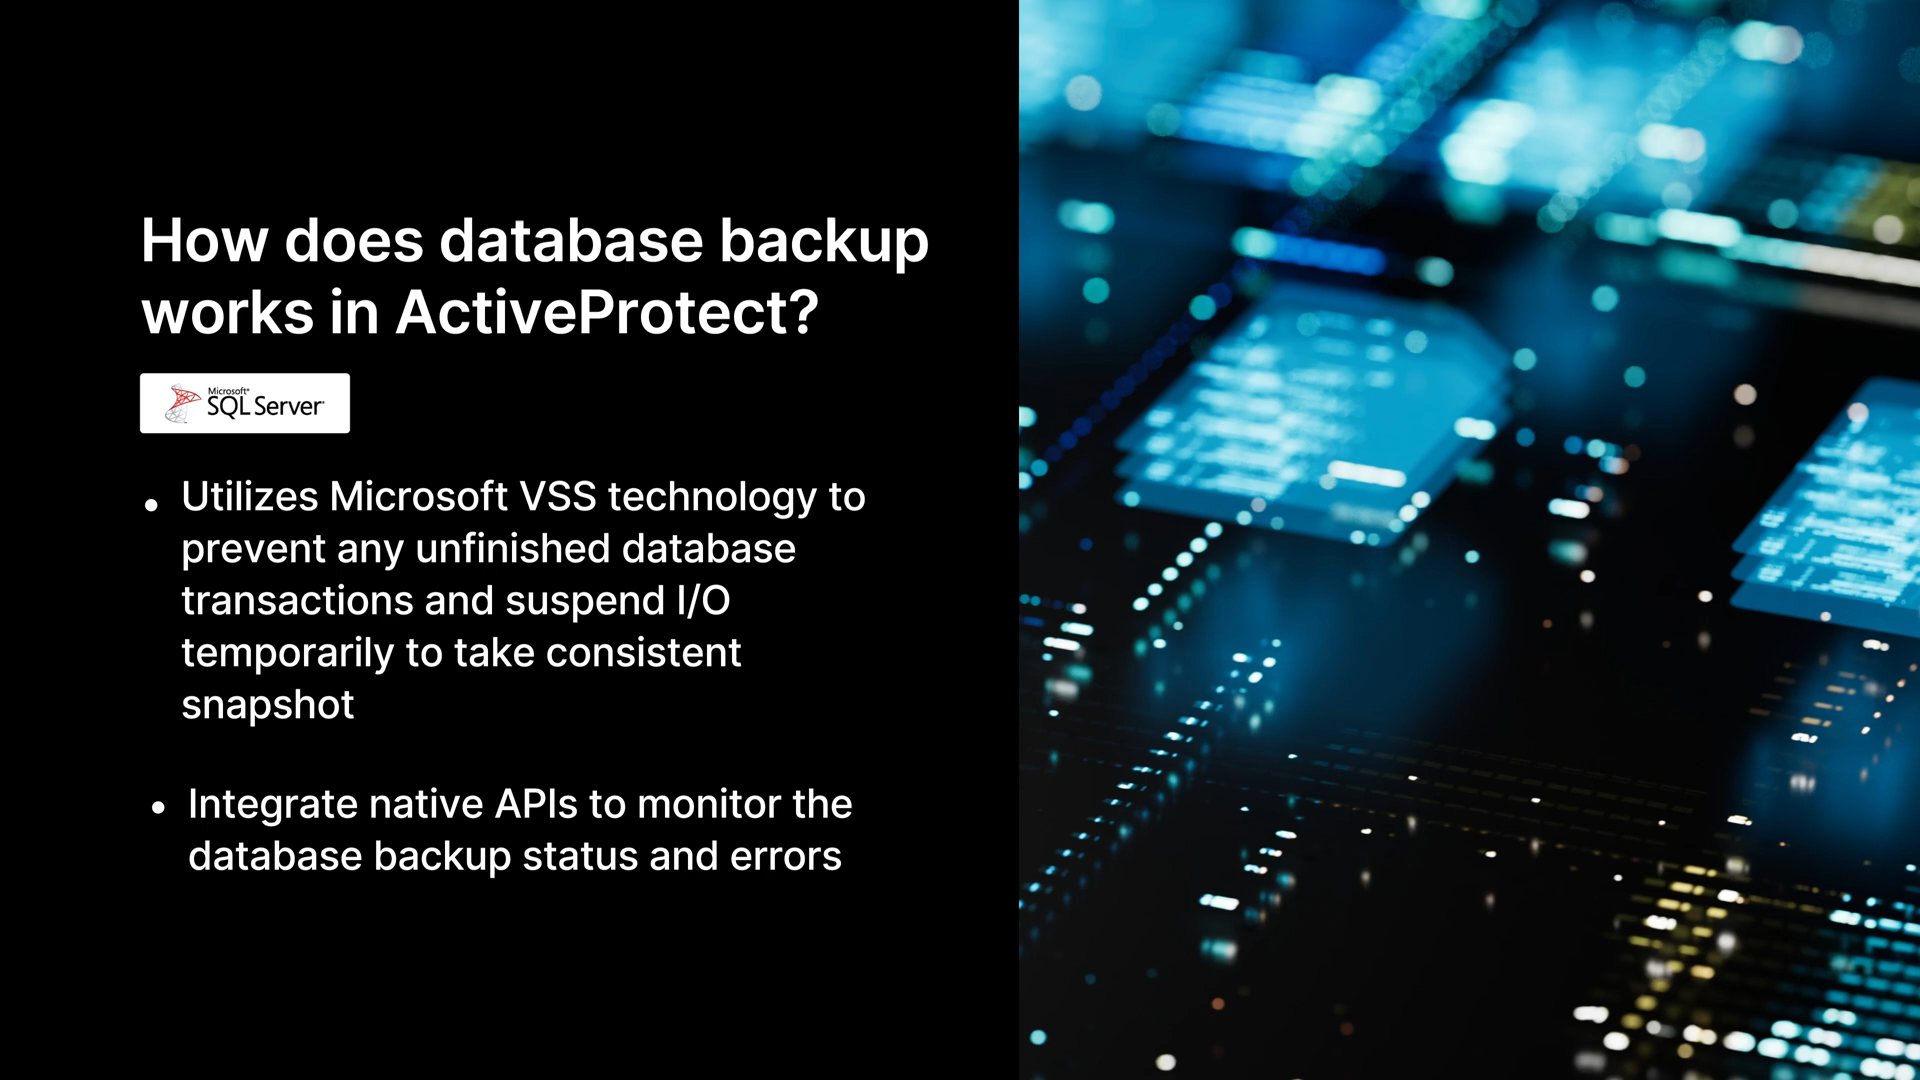 How does database backup
works in ActiveProtect?
Microsoft®
SQL Server®
• Utilizes Microsoft VSS technology to
prevent any unfinished database
transactions and suspend I/O
temporarily to take consistent
snapshot
• Integrate native APIs to monitor the
database backup status and errors